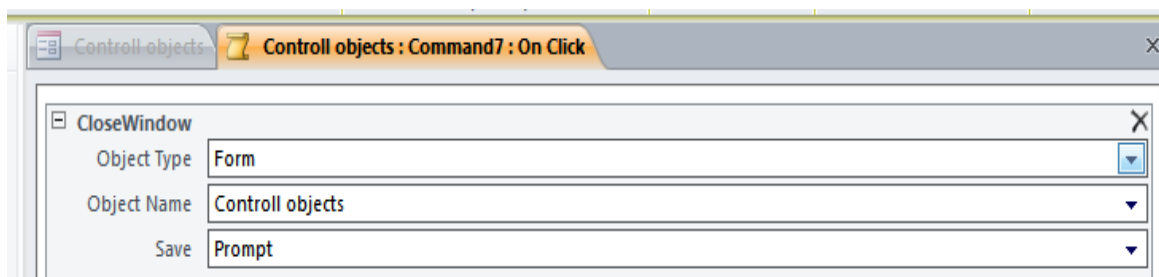 Controll objects
Controll objects : Command7 : On Click
CloseWindow
Object Type Form
Object Name Controll objects
Save Prompt